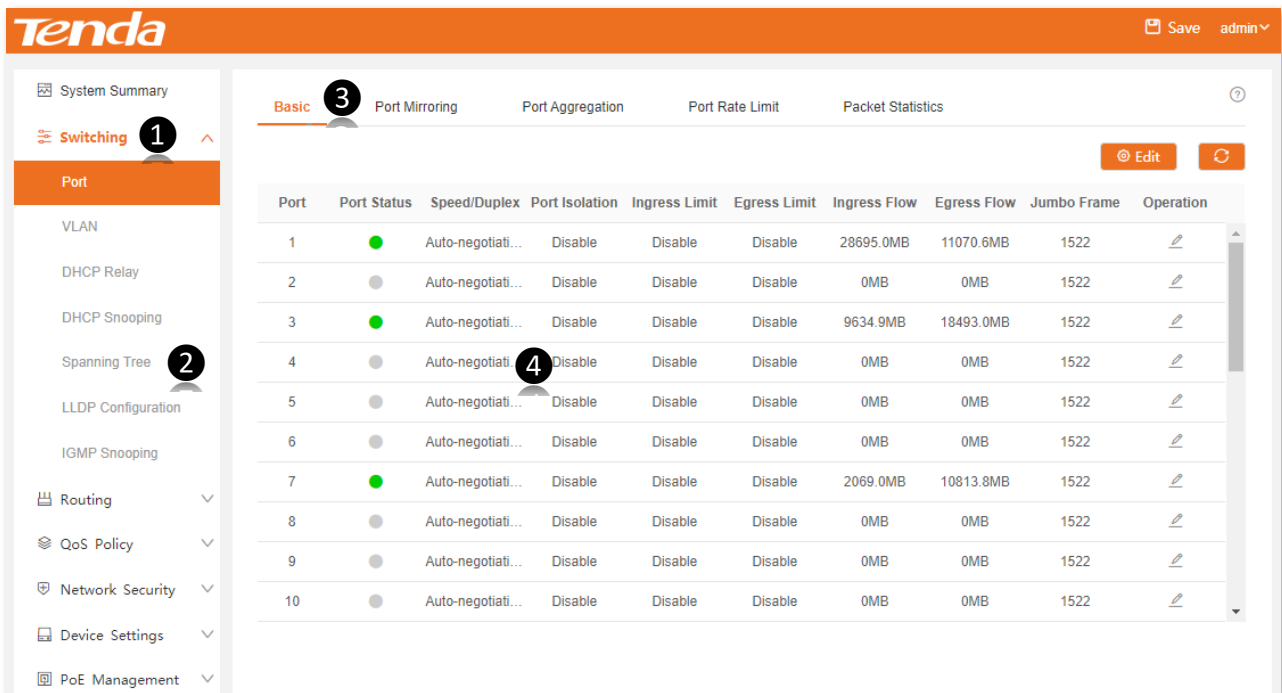 Tenda
Save admin
System Summary
Switching 1
Port
VLAN
DHCP Relay
DHCP Snooping
Spanning Tree 2
LLDP Configuration
IGMP Snooping
Routing
QoS Policy
Network Security
Device Settings
PoE Management
Basic 3 Port Mirroring Port Aggregation Port Rate Limit Packet Statistics ?
Edit
Port Port Status Speed/Duplex Port Isolation Ingress Limit Egress Limit Ingress Flow Egress Flow Jumbo Frame Operation
1 Auto-negotiati... Disable Disable Disable 28695.0MB 11070.6MB 1522
2 Auto-negotiati... Disable Disable Disable 0MB 0MB 1522
3 Auto-negotiati... Disable Disable Disable 9634.9MB 18493.0MB 1522
4 Auto-negotiati... 4 Disable Disable Disable 0MB 0MB 1522
5 Auto-negotiati... Disable Disable Disable 0MB 0MB 1522
6 Auto-negotiati... Disable Disable Disable 0MB 0MB 1522
7 Auto-negotiati... Disable Disable Disable 2069.0MB 10813.8MB 1522
8 Auto-negotiati... Disable Disable Disable 0MB 0MB 1522
9 Auto-negotiati... Disable Disable Disable 0MB 0MB 1522
10 Auto-negotiati... Disable Disable Disable 0MB 0MB 1522